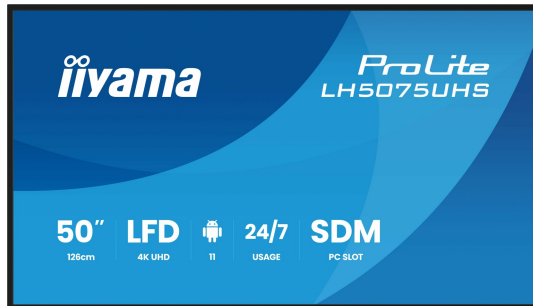 iiyama
ProLite
LH5075UHS
50" LFD 24/7 SDM
126cm 4K UHD 11 USAGE PC SLOT